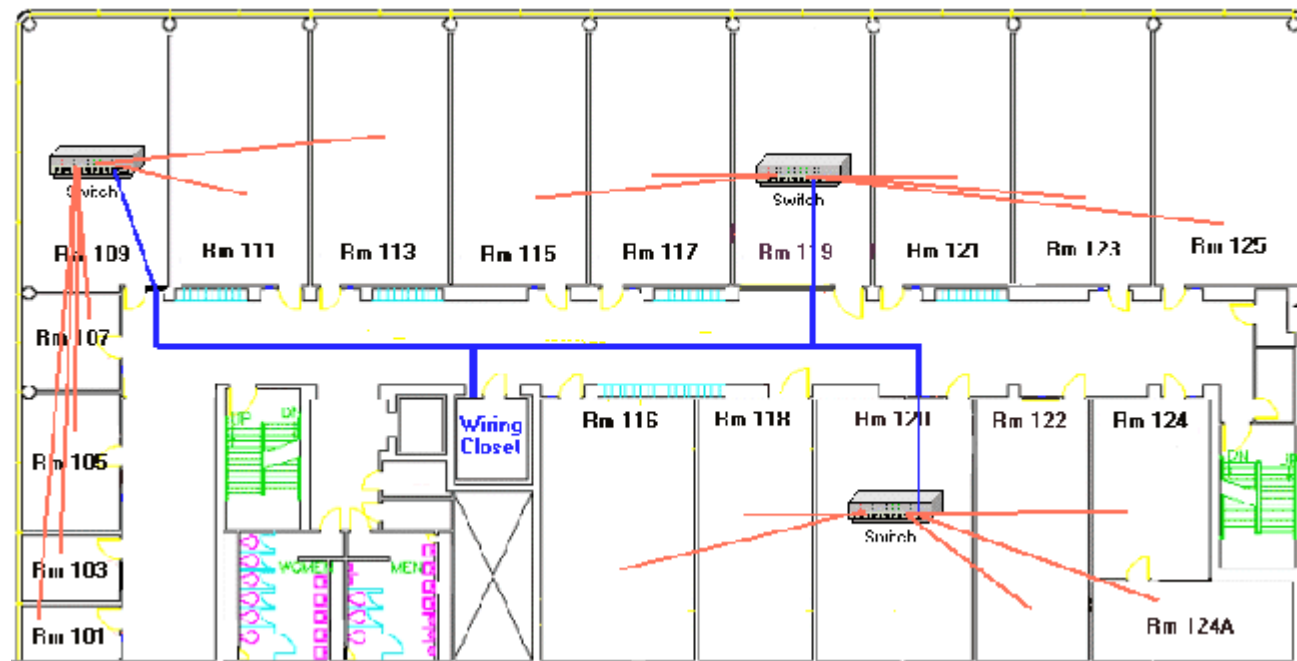 Switch
Switch
Rm 109
Rm 111
Rm 113
Rm 115
Rm 117
Rm 119
Rm 121
Rm 123
Rm 125
Rm 107
UP
DN
Wiring
Closet
Rm 116
Rm 118
Rm 120
Rm 122
Rm 124
Rm 105
DN
UP
Switch
Rm 103
WOMEN
MEN
Rm 101
Rm 124A